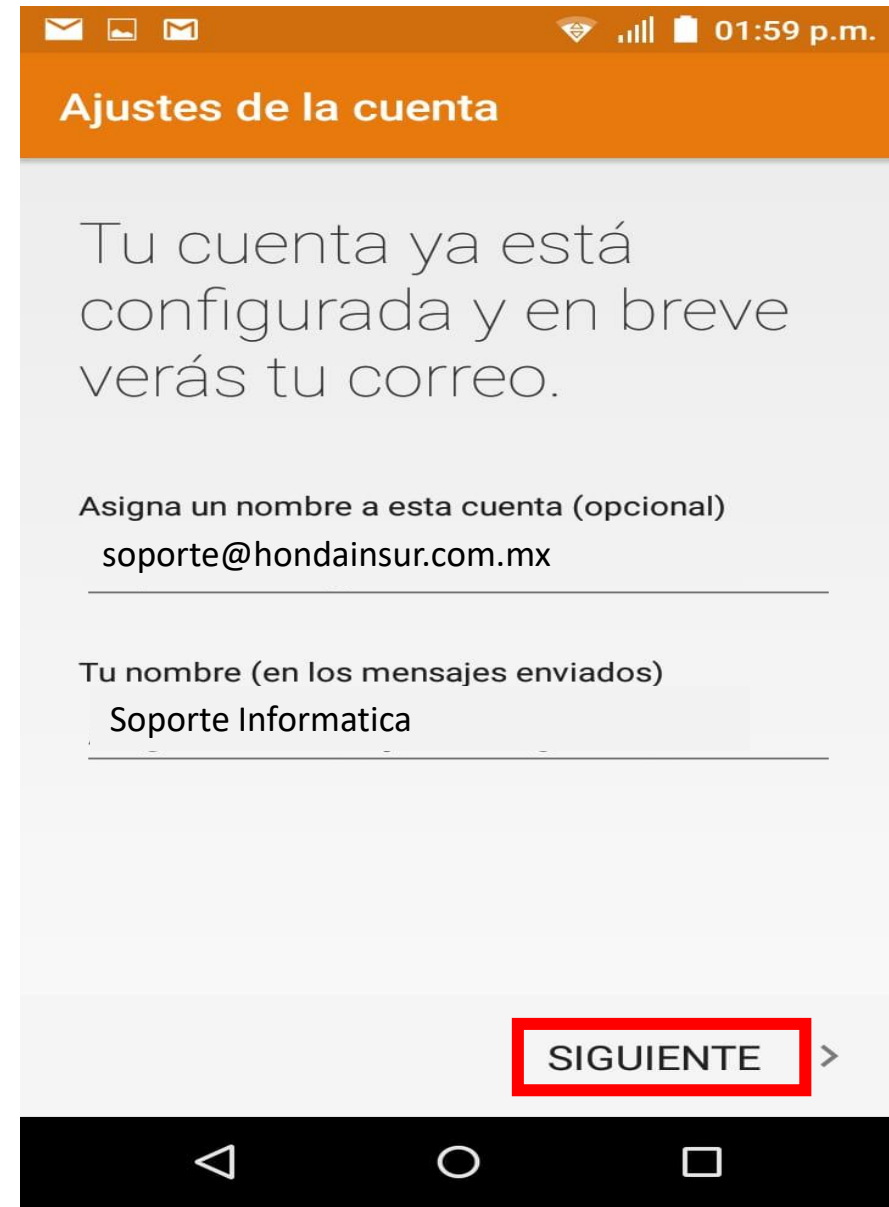 01:59 p.m.
Ajustes de la cuenta
Tu cuenta ya está
configurada y en breve
verás tu correo.
Asigna un nombre a esta cuenta (opcional)
soporte@hondainsur.com.mx
Tu nombre (en los mensajes enviados)
Soporte Informatica
SIGUIENTE >